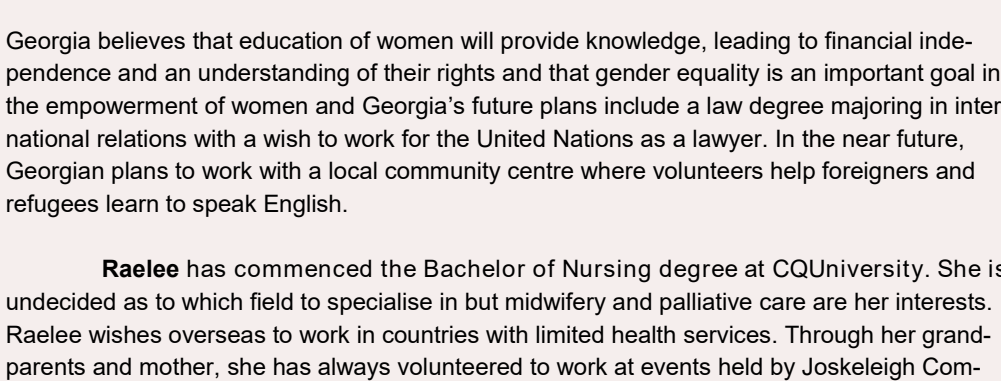 Georgia believes that education of women will provide knowledge, leading to financial inde-
pendence and an understanding of their rights and that gender equality is an important goal in
the empowerment of women and Georgia's future plans include a law degree majoring in inter
national relations with a wish to work for the United Nations as a lawyer. In the near future,
Georgian plans to work with a local community centre where volunteers help foreigners and
refugees learn to speak English.
Raelee has commenced the Bachelor of Nursing degree at CQUniversity. She is
undecided as to which field to specialise in but midwifery and palliative care are her interests.
Raelee wishes overseas to work in countries with limited health services. Through her grand-
parents and mother, she has always volunteered to work at events held by Joskeleigh Com-